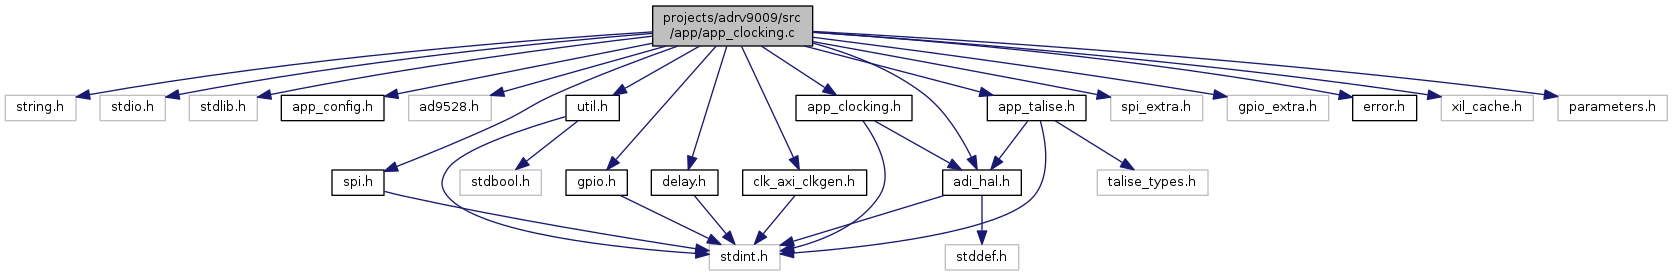 projects/adrv9009/src
/app/app_clocking.c
string.h
stdio.h
stdlib.h
app_config.h
ad9528.h
util.h
app_clocking.h
app_talise.h
spi_extra.h
gpio_extra.h
error.h
xil_cache.h
parameters.h
spi.h
stdbool.h
gpio.h
delay.h
clk_axi_clkgen.h
adi_hal.h
talise_types.h
stdint.h
stddef.h